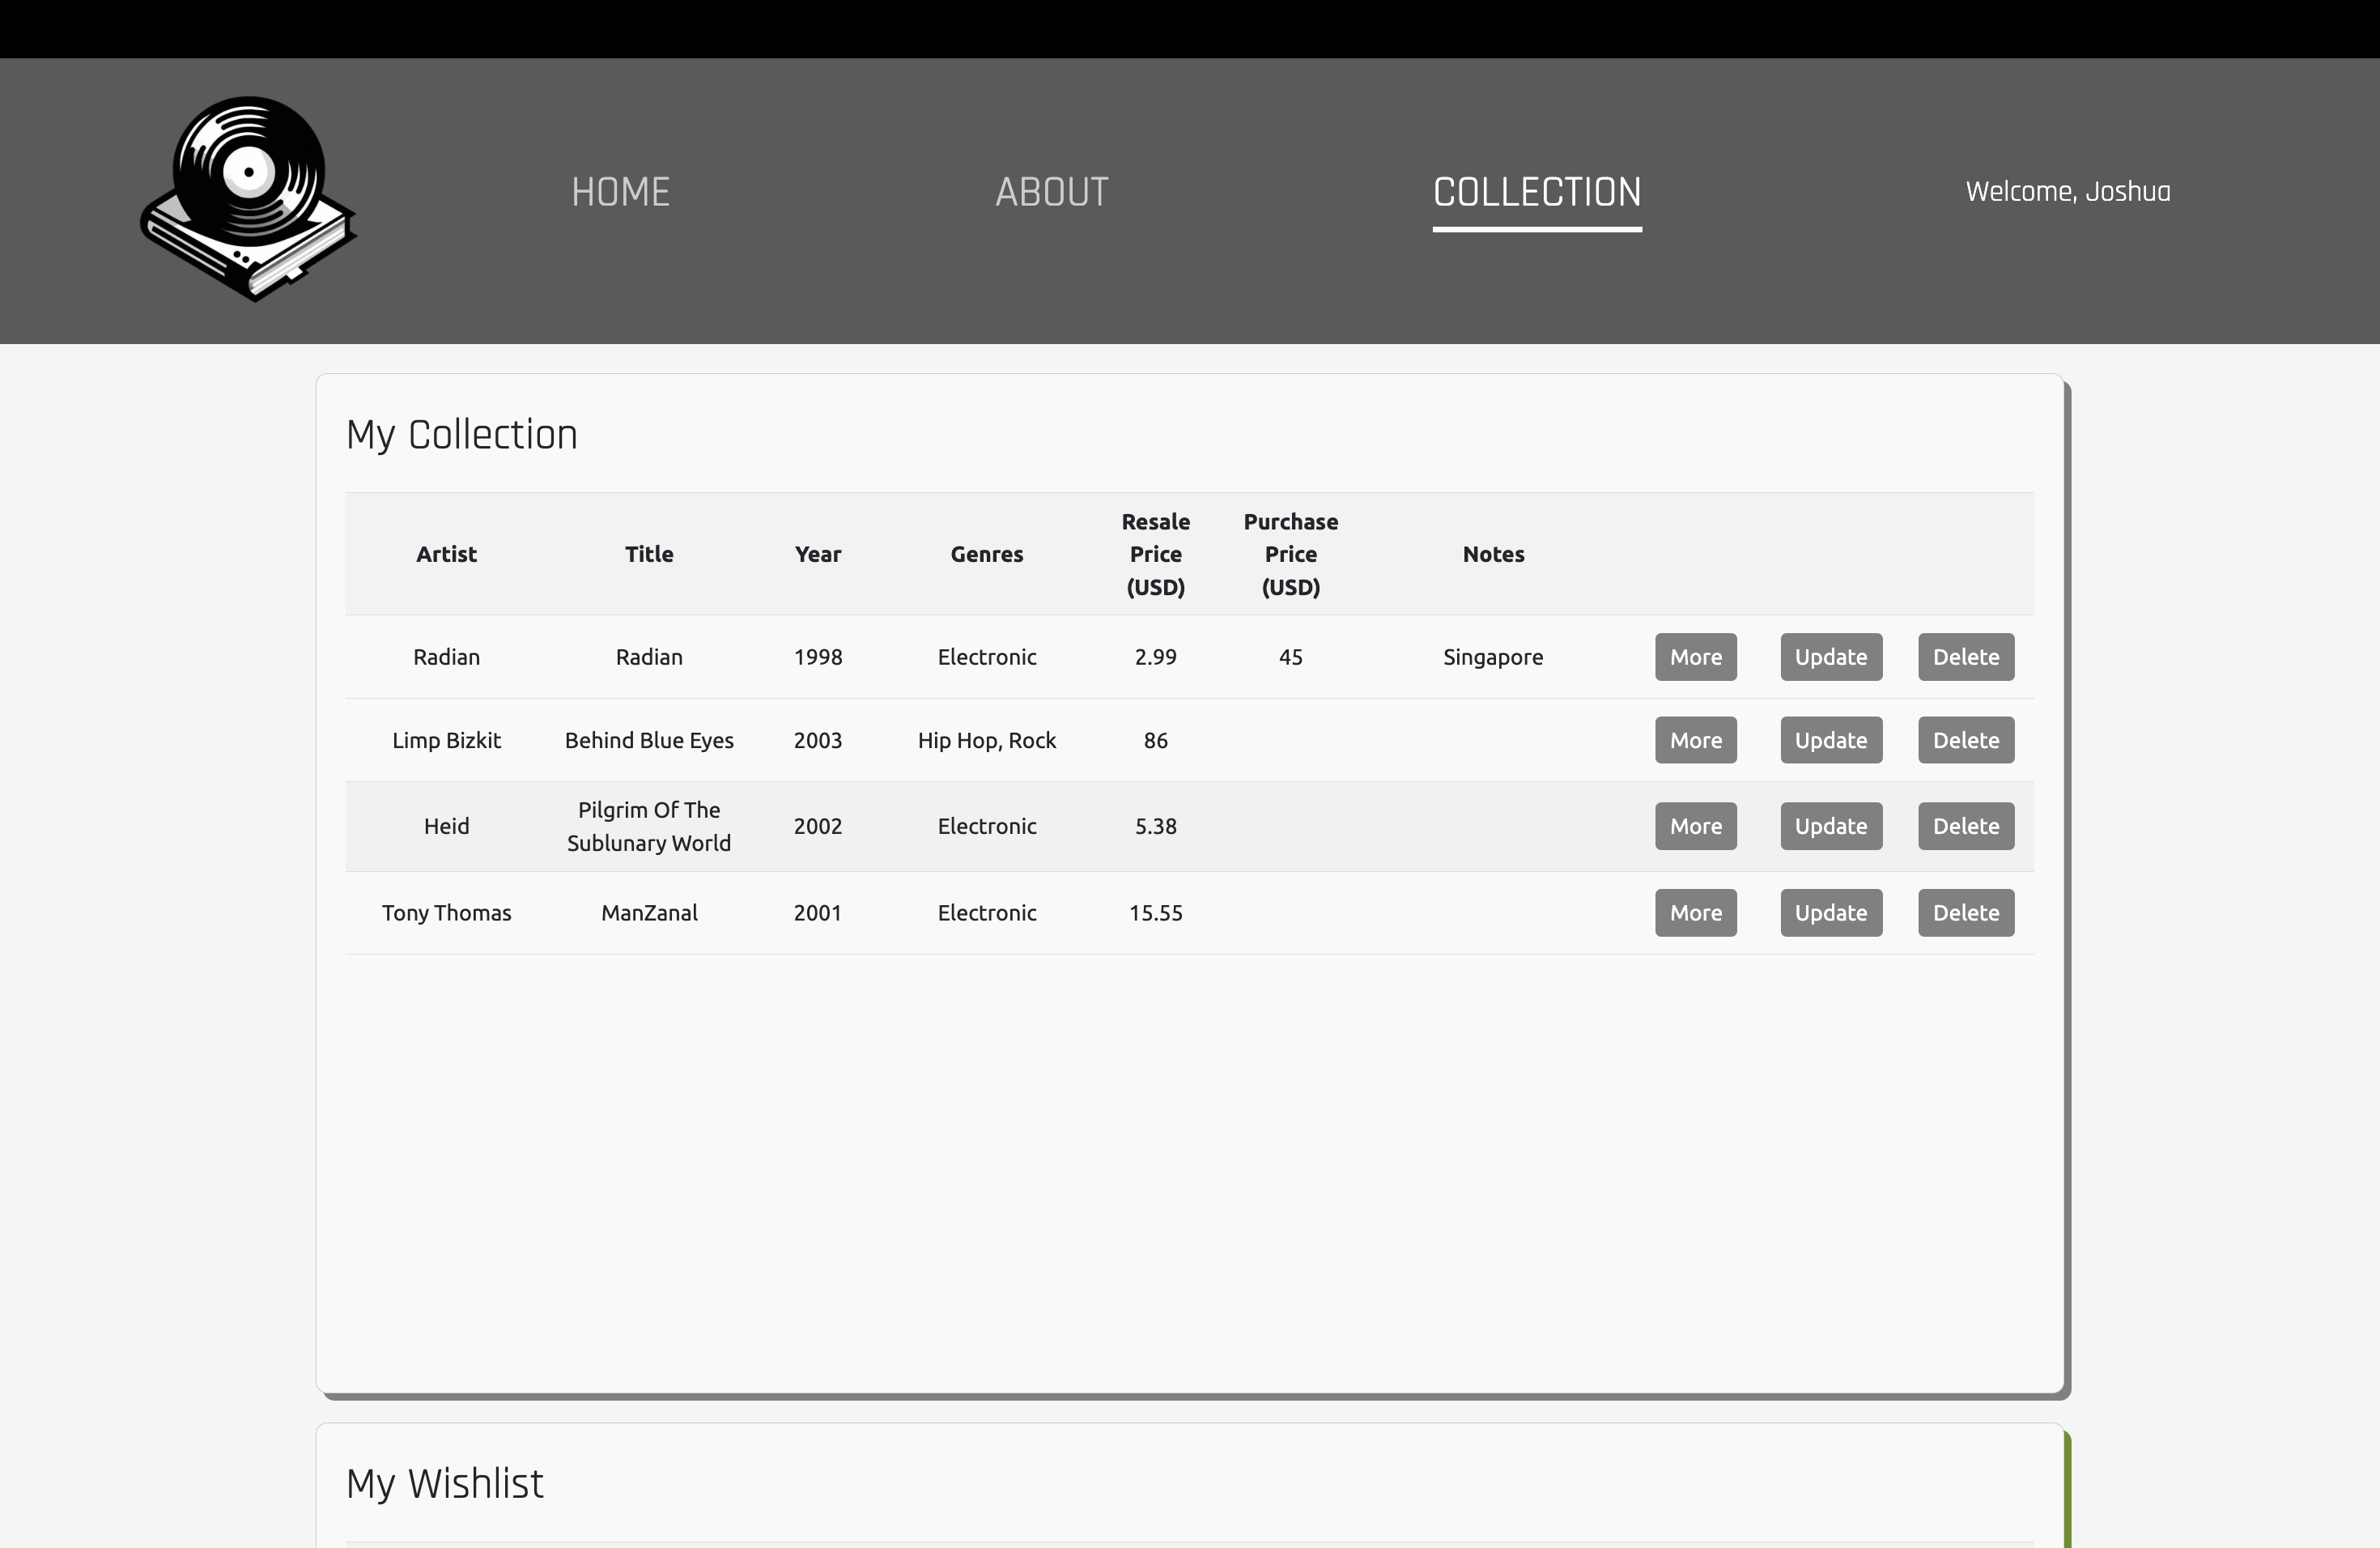 HOME ABOUT COLLECTION Welcome, Joshua
My Collection
Artist Title Year Genres Resale Price (USD) Purchase Price (USD) Notes
Radian Radian 1998 Electronic 2.99 45 Singapore More Update Delete
Limp Bizkit Behind Blue Eyes 2003 Hip Hop, Rock 86 More Update Delete
Heid Pilgrim Of The Sublunary World 2002 Electronic 5.38 More Update Delete
Tony Thomas ManZanal 2001 Electronic 15.55 More Update Delete
My Wishlist